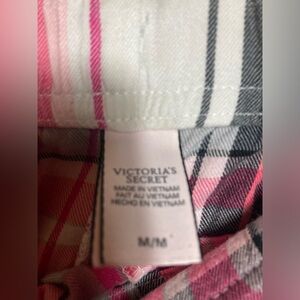 VICTORIA'S
SECRET
MADE IN VIETNAM
FAIT AU VIETNAM
HECHO EN VIETNAM
M/M